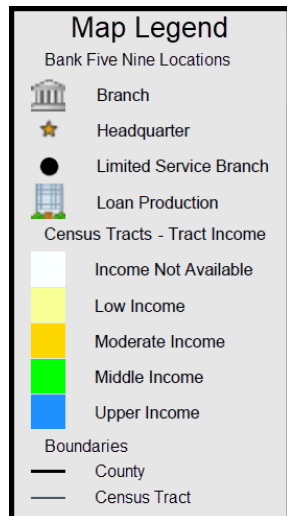 Map Legend
Bank Five Nine Locations
Branch
Headquarter
Limited Service Branch
Loan Production
Census Tracts - Tract Income
Income Not Available
Low Income
Moderate Income
Middle Income
Upper Income
Boundaries
County
Census Tract